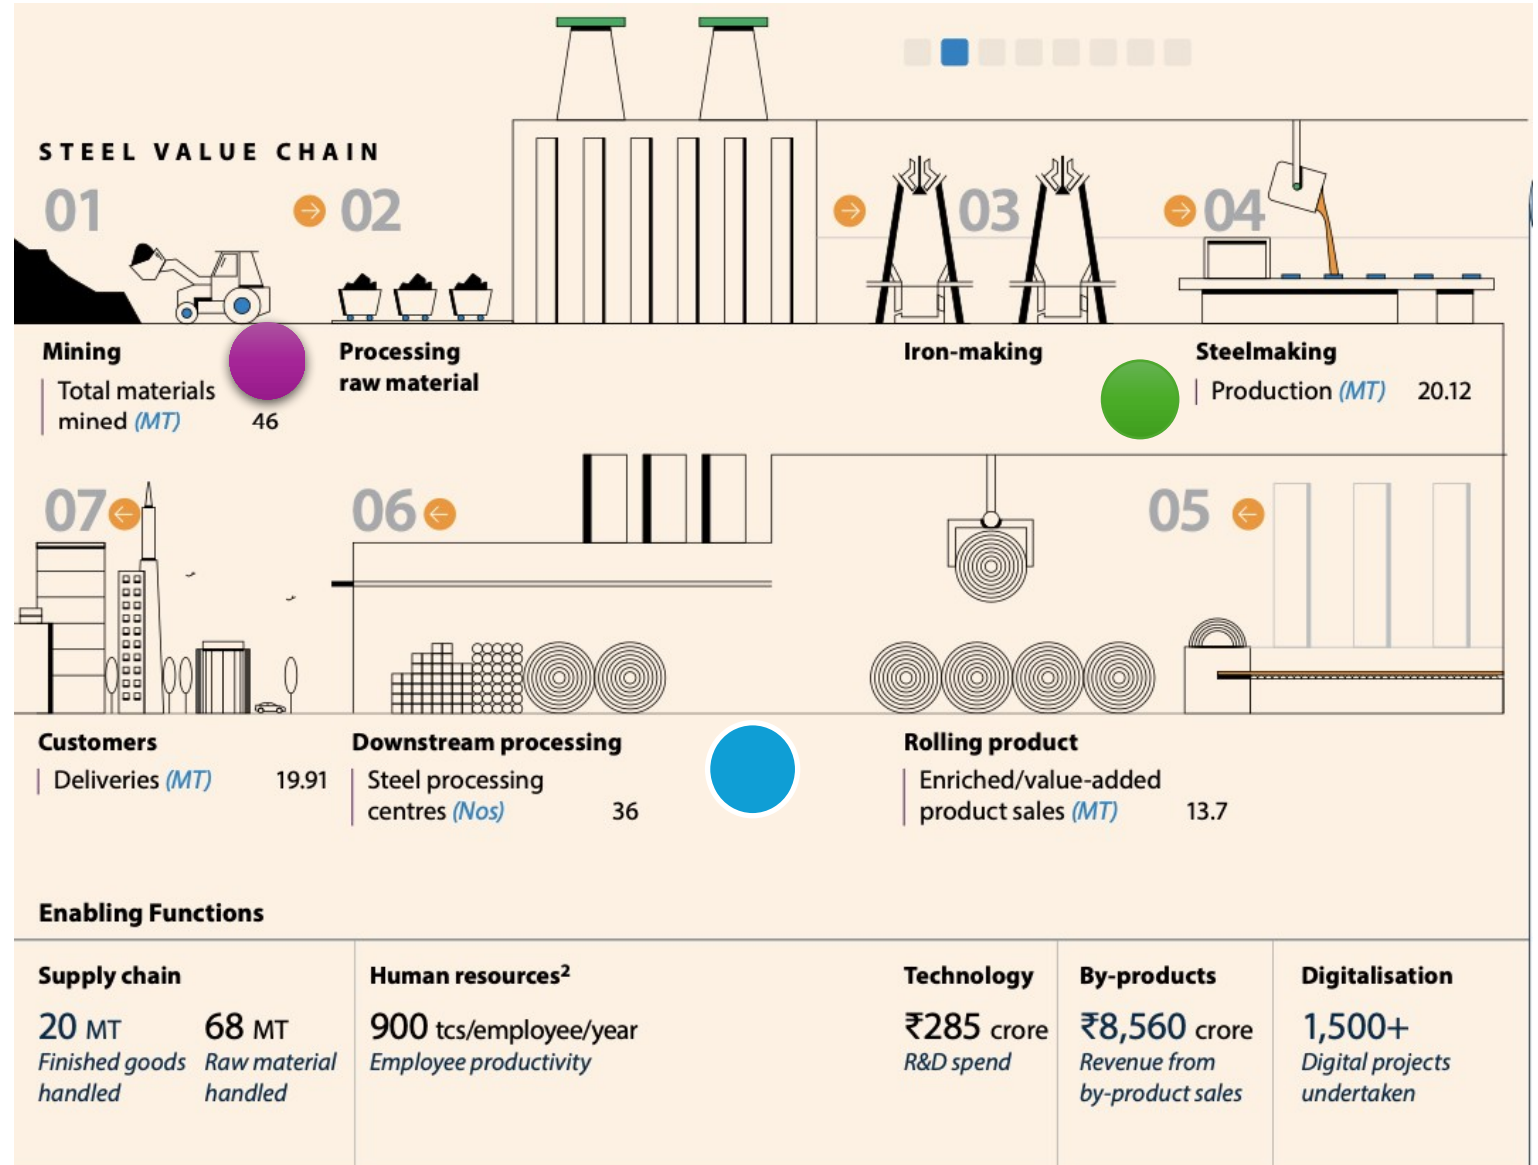 STEEL VALUE CHAIN
01
02
03
04
Mining
Total materials
mined (MT) 46
Processing
raw material
Iron-making
Steelmaking
Production (MT) 20.12
07
06
05
Customers
Deliveries (MT) 19.91
Downstream processing
Steel processing
centres (Nos) 36
Rolling product
Enriched/value-added
product sales (MT) 13.7
Enabling Functions
Supply chain
20 MT
Finished goods
handled
68 MT
Raw material
handled
Human resources²
900 tcs/employee/year
Employee productivity
Technology
₹285 crore
R&D spend
By-products
₹8,560 crore
Revenue from
by-product sales
Digitalisation
1,500+
Digital projects
undertaken